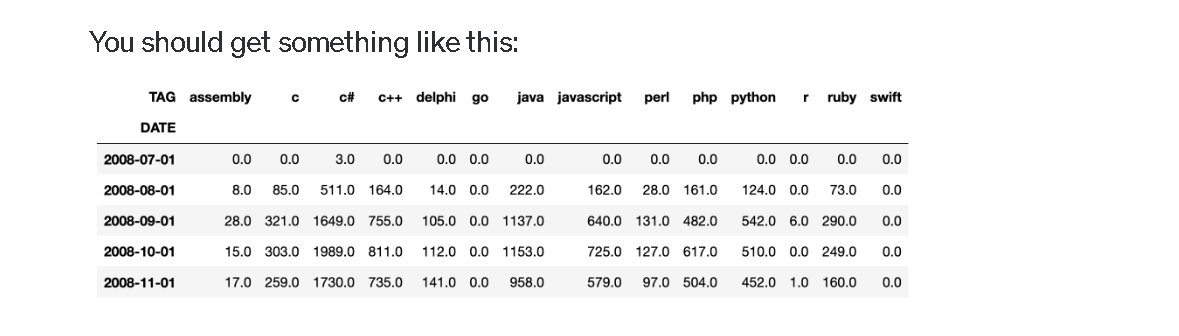 You should get something like this:
TAG assembly c c# c++ delphi go java javascript perl php python r ruby swift
DATE
2008-07-01 0.0 0.0 3.0 0.0 0.0 0.0 0.0 0.0 0.0 0.0 0.0 0.0 0.0 0.0
2008-08-01 8.0 85.0 511.0 164.0 14.0 0.0 222.0 162.0 28.0 161.0 124.0 0.0 73.0 0.0
2008-09-01 28.0 321.0 1649.0 755.0 105.0 0.0 1137.0 640.0 131.0 482.0 542.0 6.0 290.0 0.0
2008-10-01 15.0 303.0 1989.0 811.0 112.0 0.0 1153.0 725.0 127.0 617.0 510.0 0.0 249.0 0.0
2008-11-01 17.0 259.0 1730.0 735.0 141.0 0.0 958.0 579.0 97.0 504.0 452.0 1.0 160.0 0.0